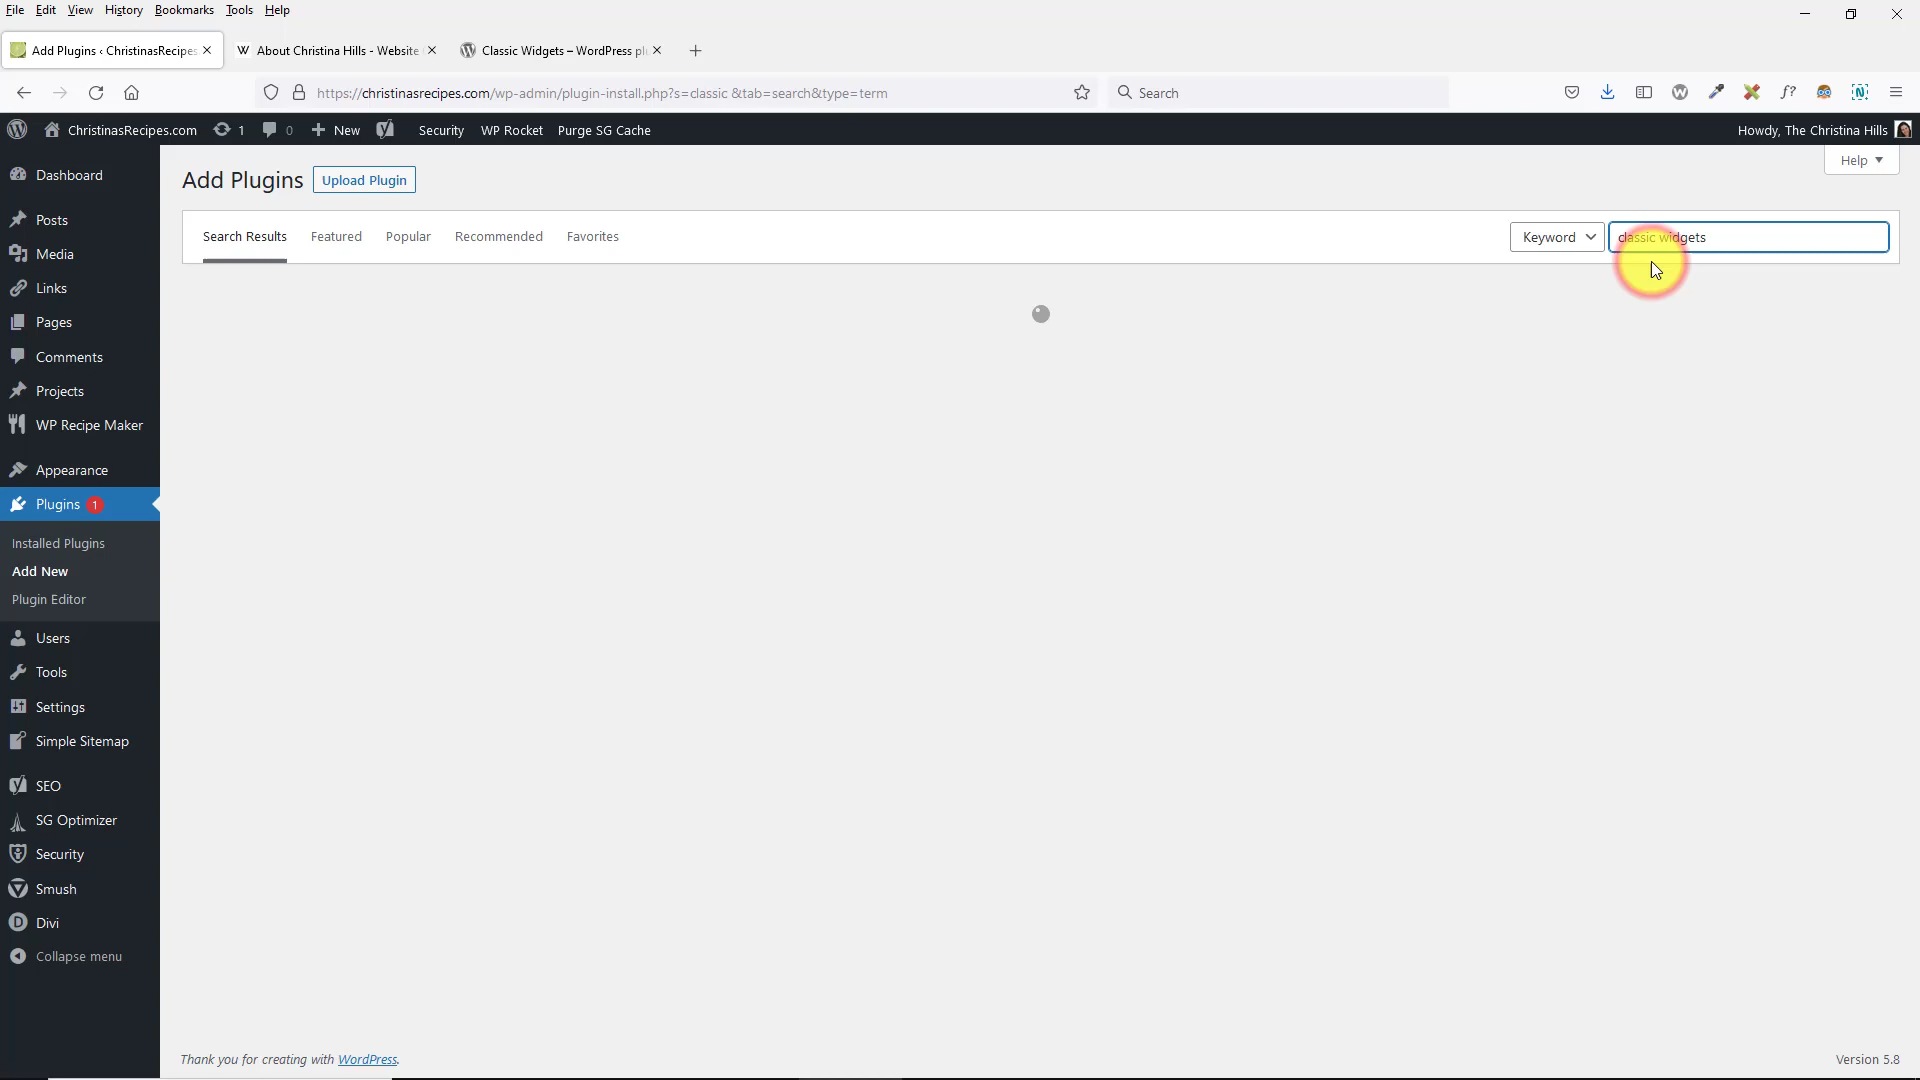 File Edit View History Bookmarks Tools Help
Add Plugins ‹ ChristinasRecipes
About Christina Hills - Website
Classic Widgets – WordPress pl
https://christinasrecipes.com/wp-admin/plugin-install.php?s=classic &tab=search&type=term
Search
ChristinasRecipes.com 1 0 New Security WP Rocket Purge SG Cache
Howdy, The Christina Hills
Help
Add Plugins
Upload Plugin
Search Results Featured Popular Recommended Favorites
Keyword
classic widgets
Dashboard
Posts
Media
Links
Pages
Comments
Projects
WP Recipe Maker
Appearance
Plugins 1
Installed Plugins
Add New
Plugin Editor
Users
Tools
Settings
Simple Sitemap
SEO
SG Optimizer
Security
Smush
Divi
Collapse menu
Thank you for creating with WordPress.
Version 5.8